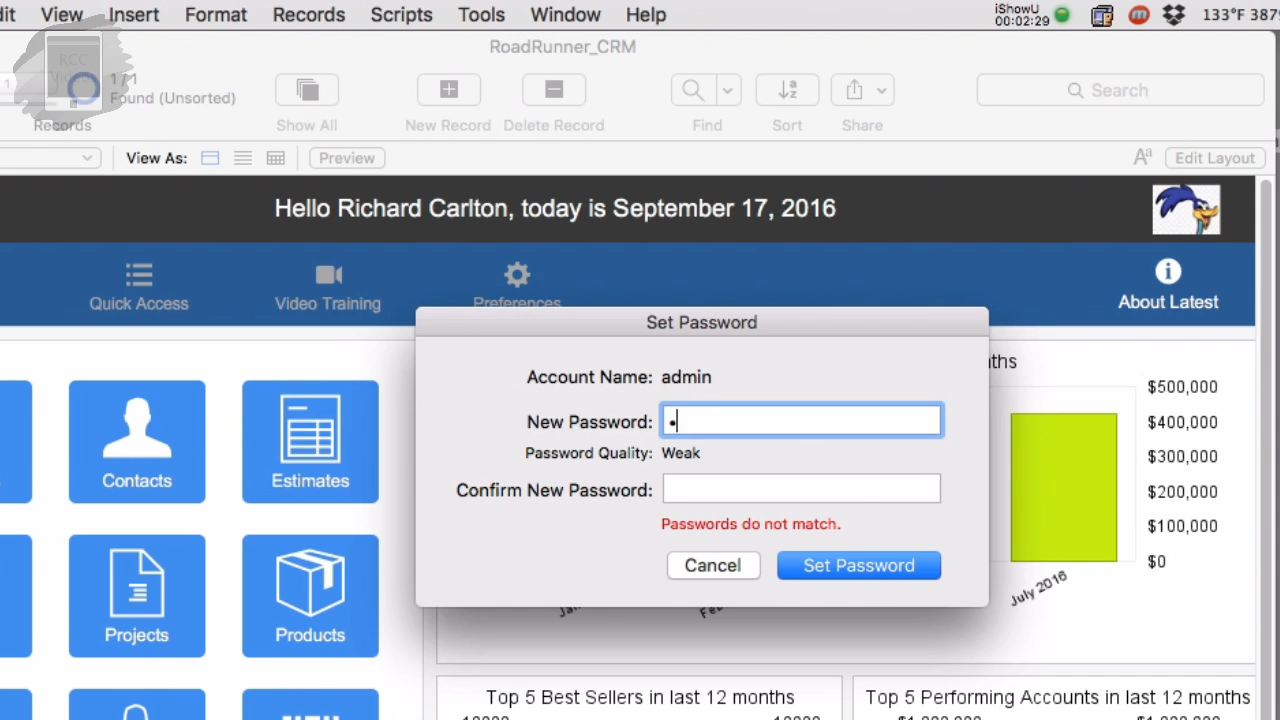 dit View Insert Format Records Scripts Tools Window Help
iShowU
00:02:29
133°F 387
RoadRunner_CRM
RCC
1
1 / 1
Found (Unsorted)
Records
Show All
New Record
Delete Record
Find
Sort
Share
Search
View As:
Preview
Aa
Edit Layout
Hello Richard Carlton, today is September 17, 2016
Quick Access
Video Training
Preferences
About Latest
i
Set Password
Account Name: admin
New Password: •
Password Quality: Weak
Confirm New Password:
Passwords do not match.
Cancel
Set Password
Contacts
Estimates
Projects
Products
nths
$500,000
$400,000
$300,000
$200,000
$100,000
$0
July 2016
Top 5 Best Sellers in last 12 months
Top 5 Performing Accounts in last 12 months